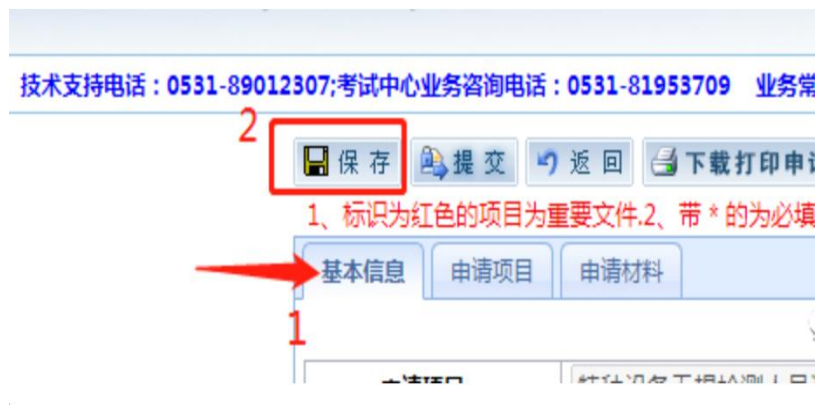 技术支持电话：0531-89012307;考试中心业务咨询电话：0531-81953709 业务常
2
保存 提交 返回 下载打印申
1、标识为红色的项目为重要文件.2、带 * 的为必填
基本信息 申请项目 申请材料
1